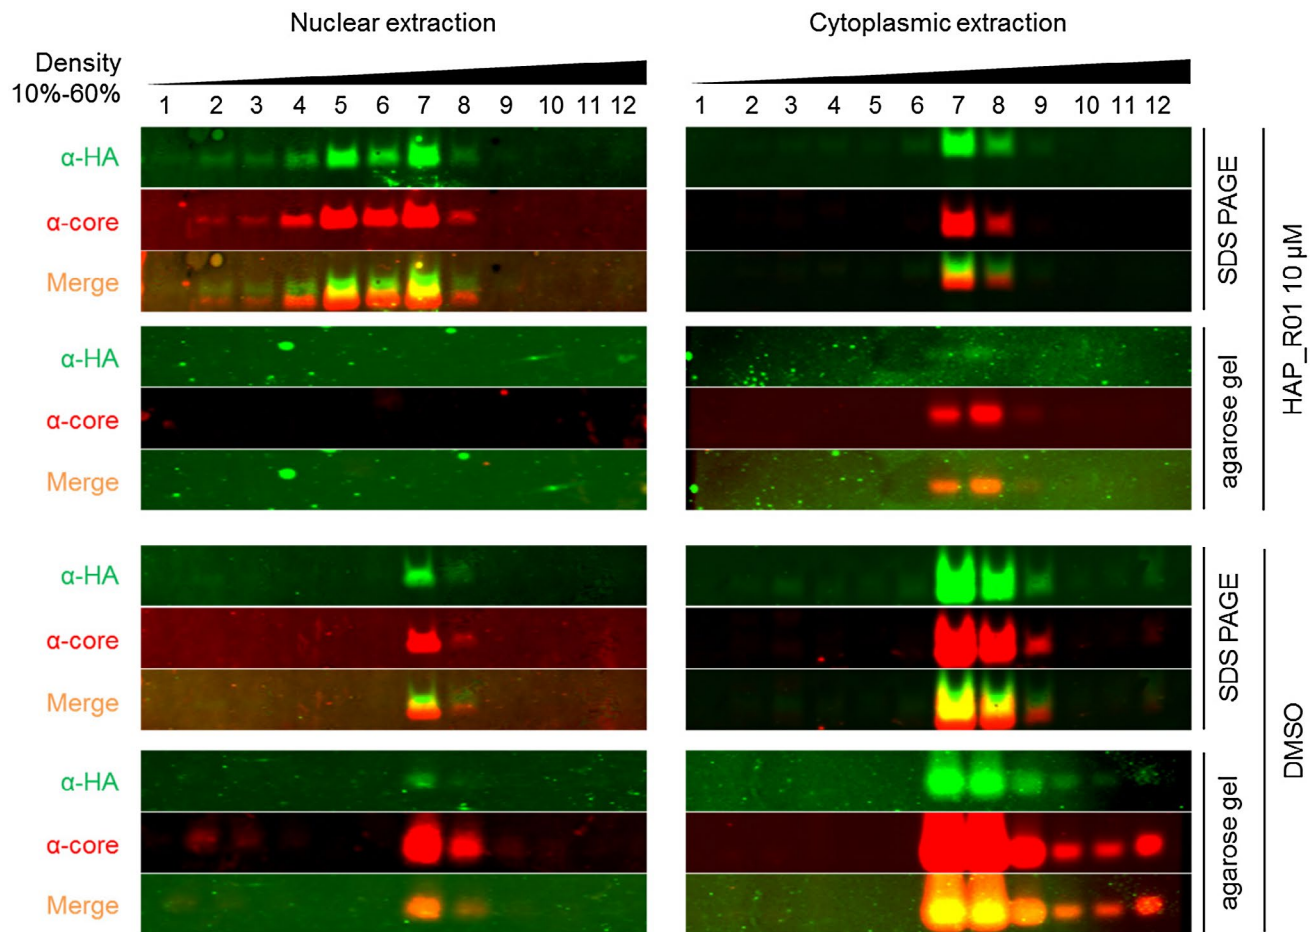 Nuclear extraction
Cytoplasmic extraction
Density
10%-60%
1 2 3 4 5 6 7 8 9 10 11 12
1 2 3 4 5 6 7 8 9 10 11 12
α-HA
α-core
Merge
SDS PAGE
α-HA
α-core
Merge
agarose gel
HAP_R01 10 µM
α-HA
α-core
Merge
SDS PAGE
α-HA
α-core
Merge
agarose gel
DMSO